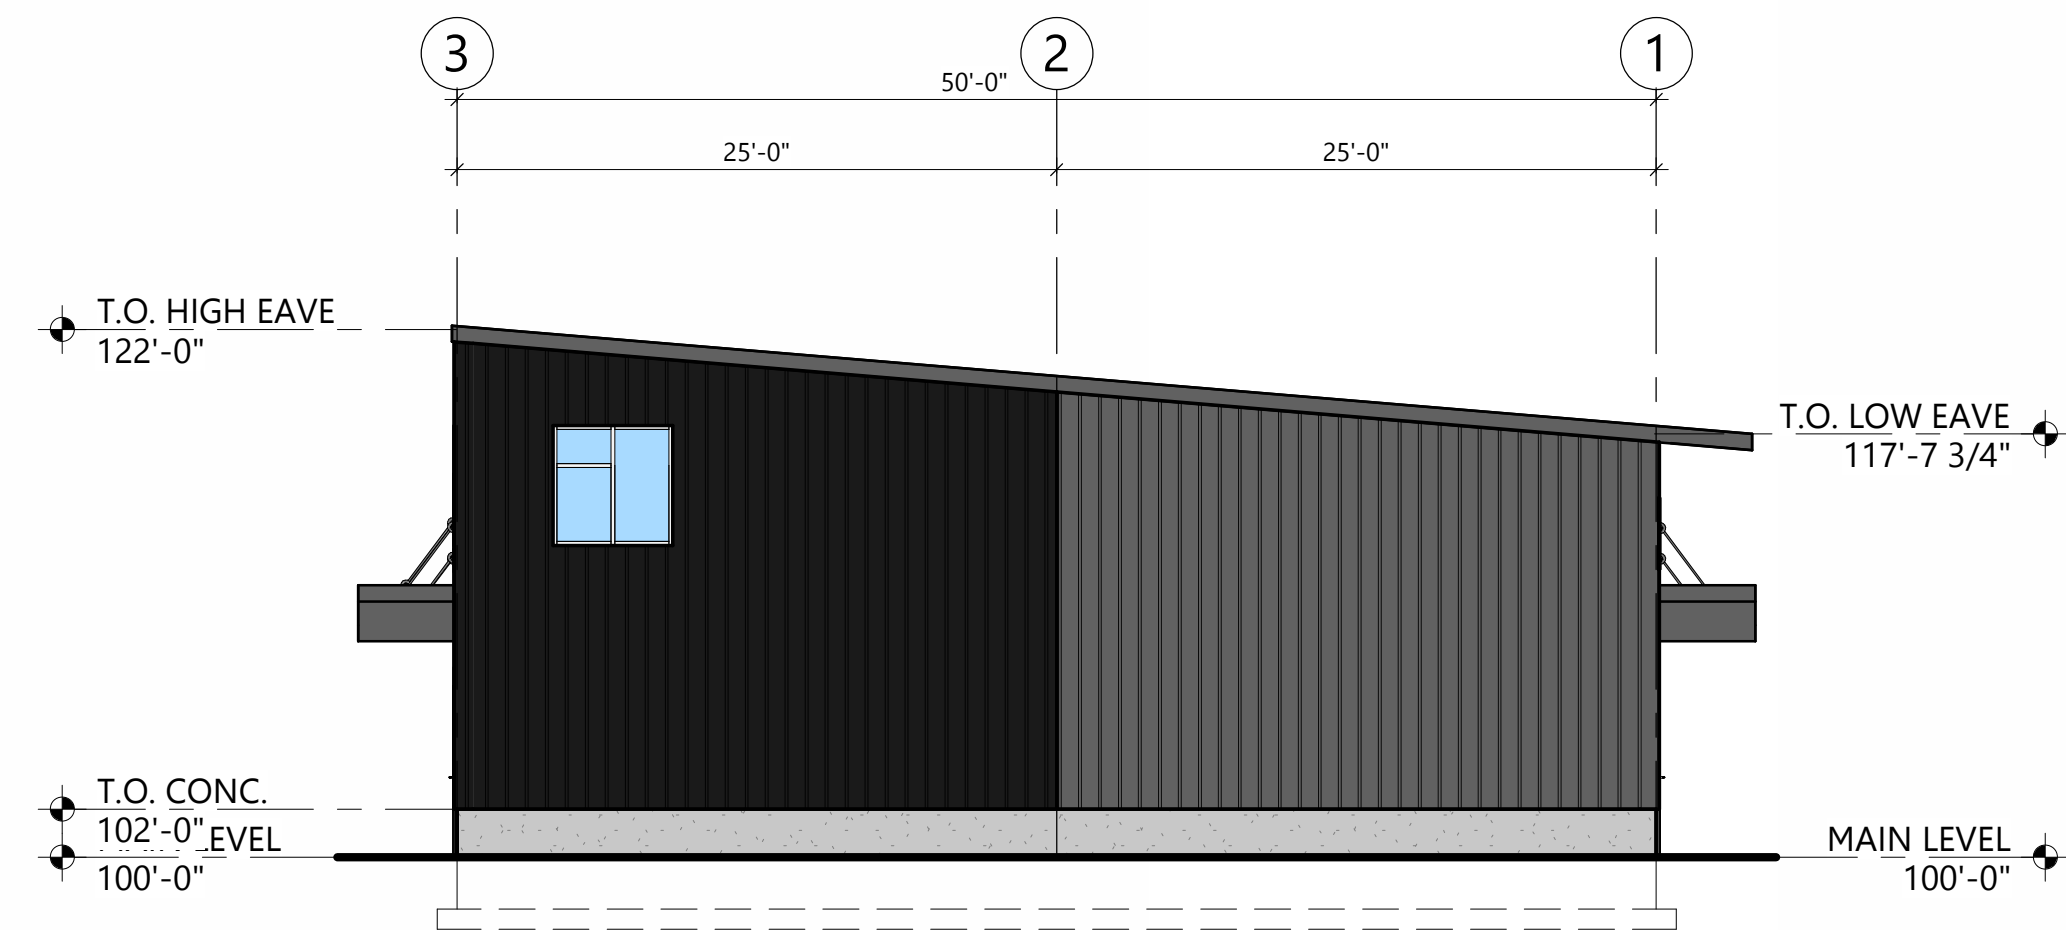 3
2
1
50'-0"
25'-0"
25'-0"
T.O. HIGH EAVE
122'-0"
T.O. LOW EAVE
117'-7 3/4"
T.O. CONC.
102'-0"
EVEL
100'-0"
MAIN LEVEL
100'-0"